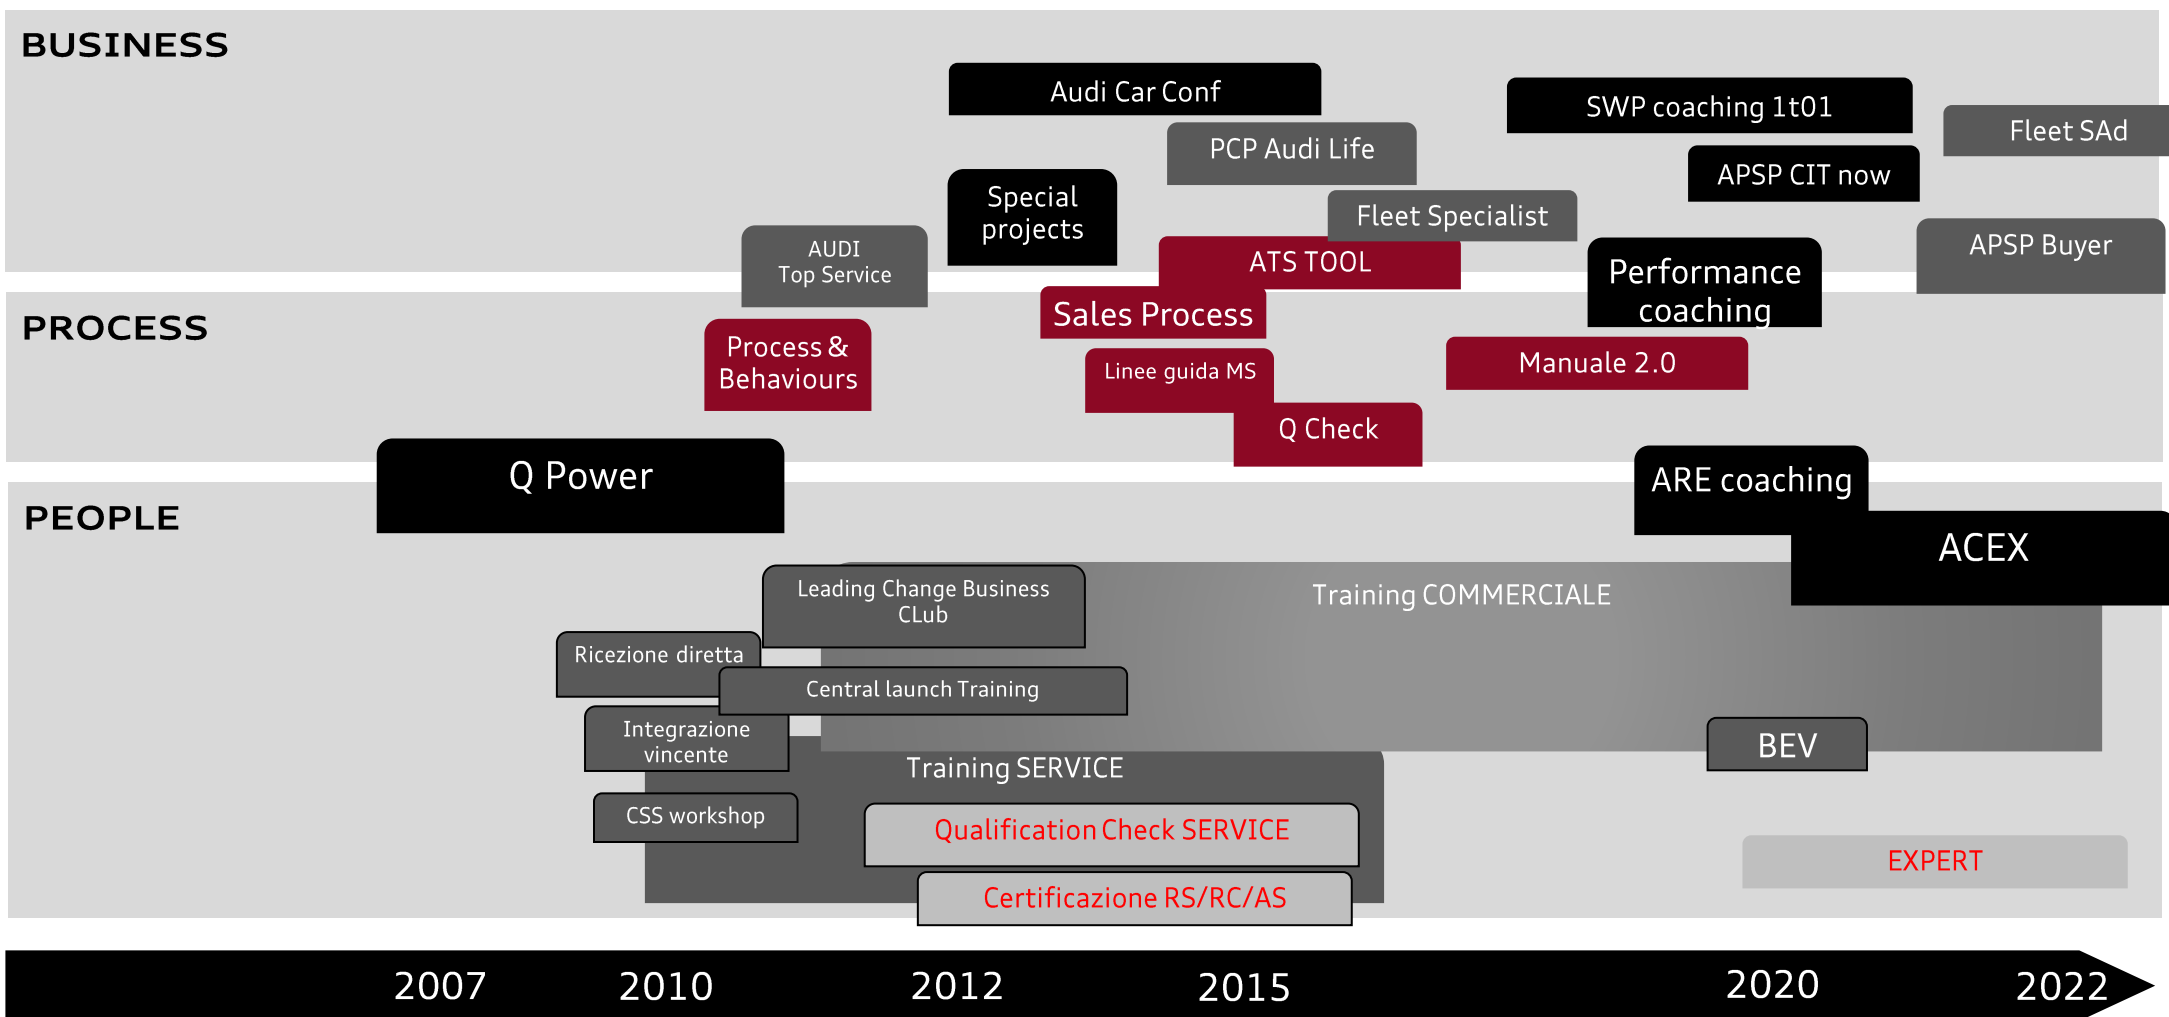 BUSINESS
Audi Car Conf
SWP coaching 1t01
Fleet SAd
PCP Audi Life
APSP CIT now
Special
projects
Fleet Specialist
AUDI
Top Service
ATS TOOL
Performance
coaching
APSP Buyer
PROCESS
Sales Process
Process &
Behaviours
Linee guida MS
Manuale 2.0
Q Check
Q Power
ARE coaching
PEOPLE
ACEX
Leading Change Business
CLub
Training COMMERCIALE
Ricezione diretta
Central launch Training
Integrazione
vincente
BEV
Training SERVICE
CSS workshop
Qualification Check SERVICE
EXPERT
Certificazione RS/RC/AS
2007
2010
2012
2015
2020
2022